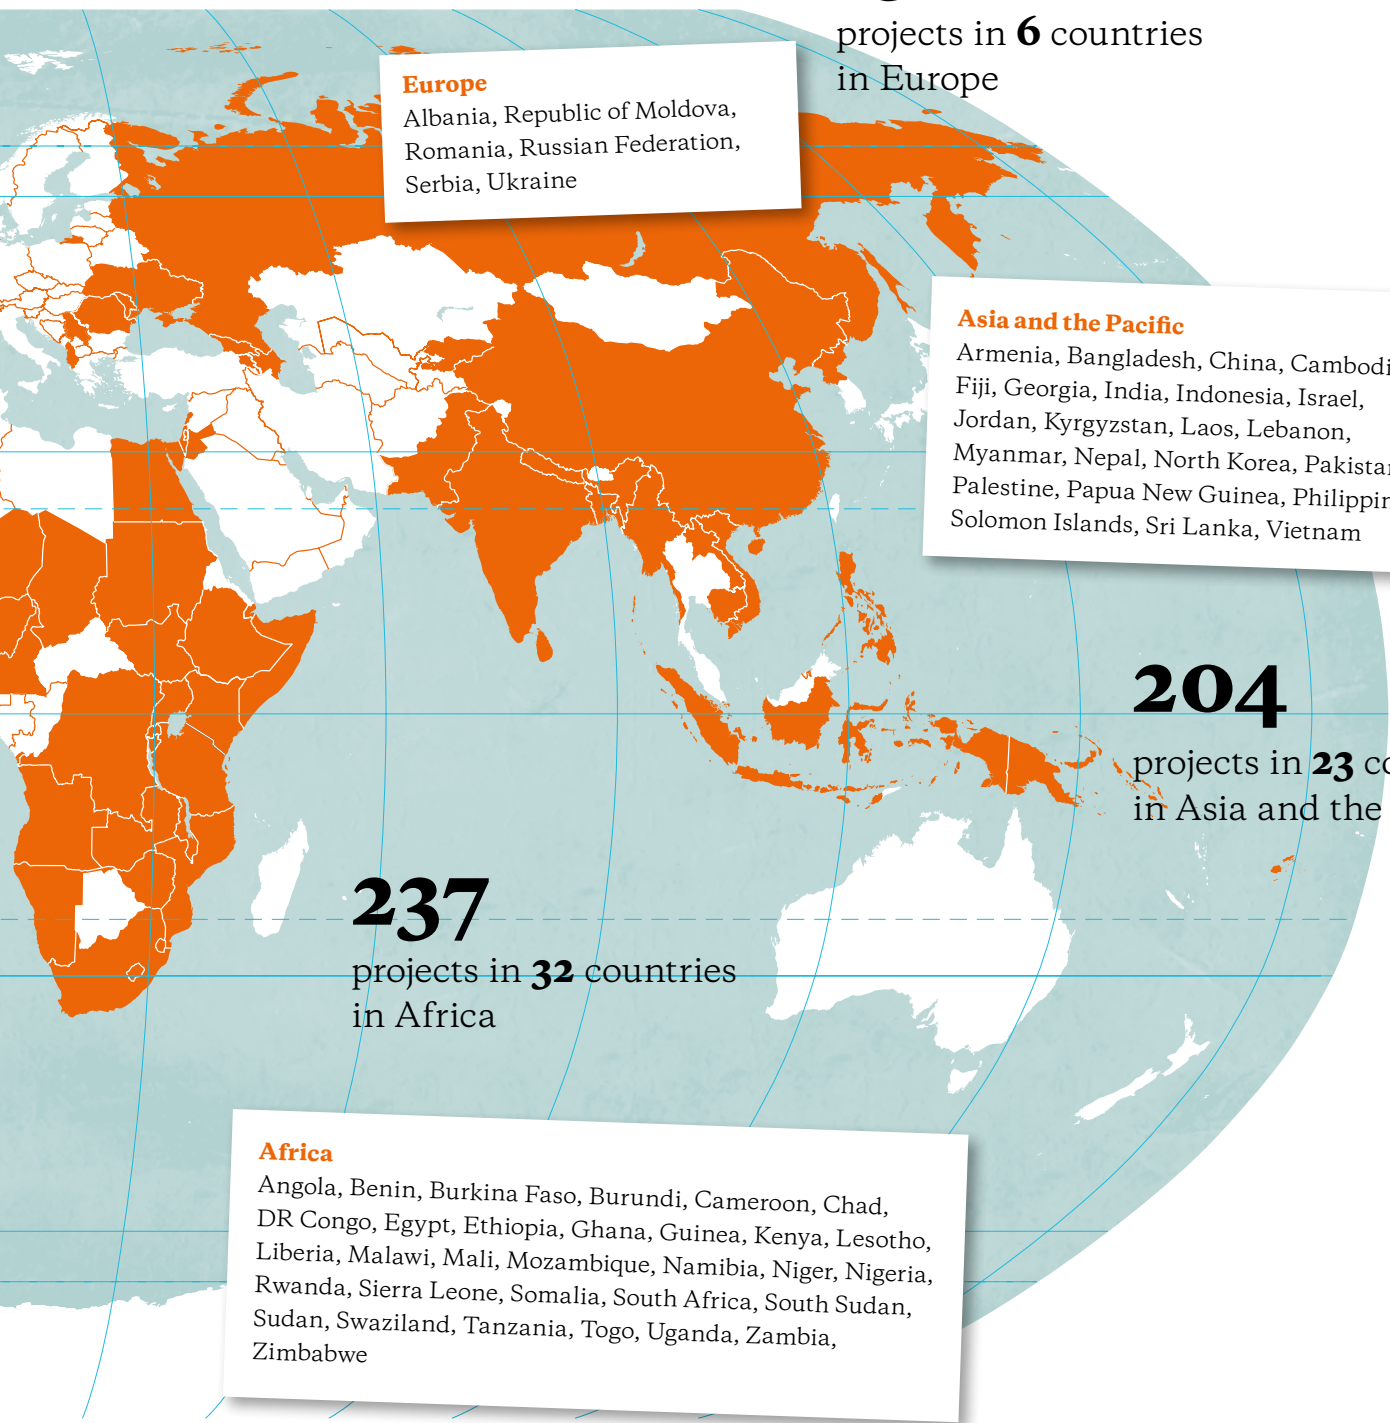 projects in 6 countries
in Europe
Europe
Albania, Republic of Moldova,
Romania, Russian Federation,
Serbia, Ukraine
Asia and the Pacific
Armenia, Bangladesh, China,
Fiji, Georgia, India, Indonesia, Israel,
Jordan, Kyrgyzstan, Laos, Lebanon,
Myanmar, Nepal, North Korea,
Palestine, Papua New Guinea,
Solomon Islands, Sri Lanka, Vietnam
204
projects in 23
in Asia and the
237
projects in 32 countries
in Africa
Africa
Angola, Benin, Burkina Faso, Burundi, Cameroon, Chad,
DR Congo, Egypt, Ethiopia, Ghana, Guinea, Kenya, Lesotho,
Liberia, Malawi, Mali, Mozambique, Namibia, Niger, Nigeria,
Rwanda, Sierra Leone, Somalia, South Africa, South Sudan,
Sudan, Swaziland, Tanzania, Togo, Uganda, Zambia,
Zimbabwe